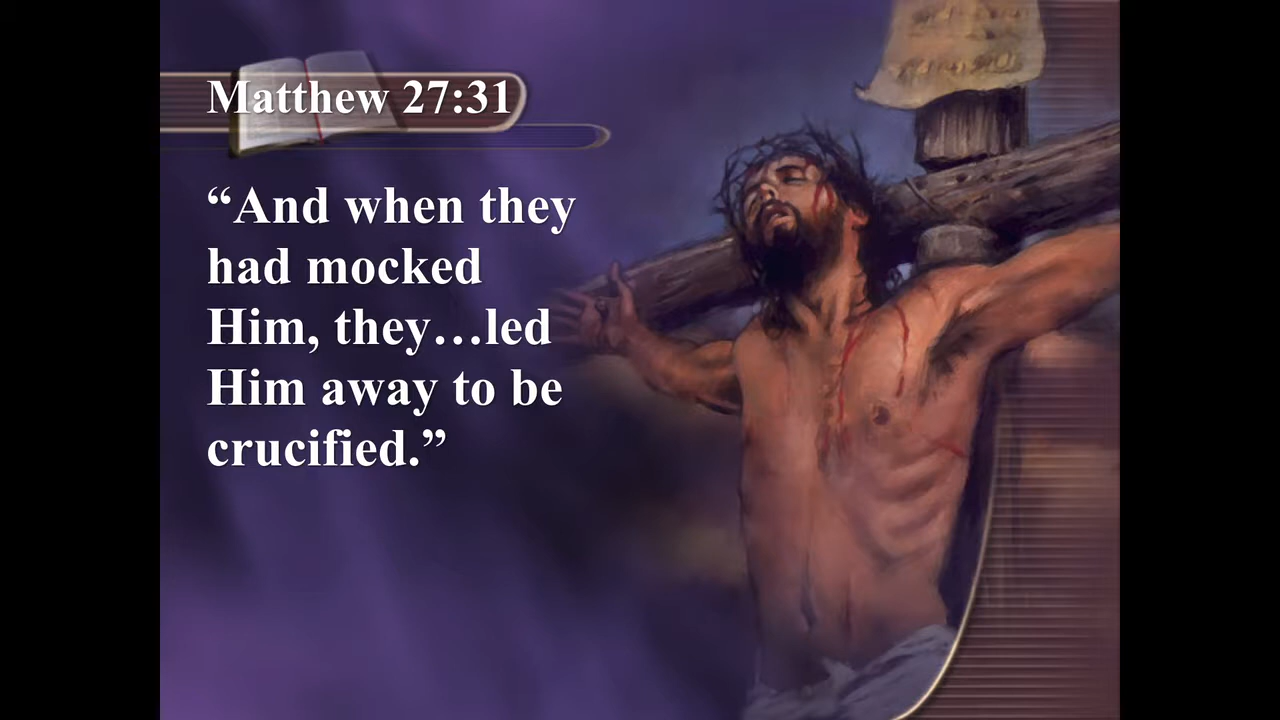 Matthew 27:31
“And when they
had mocked
Him, they…led
Him away to be
crucified.”